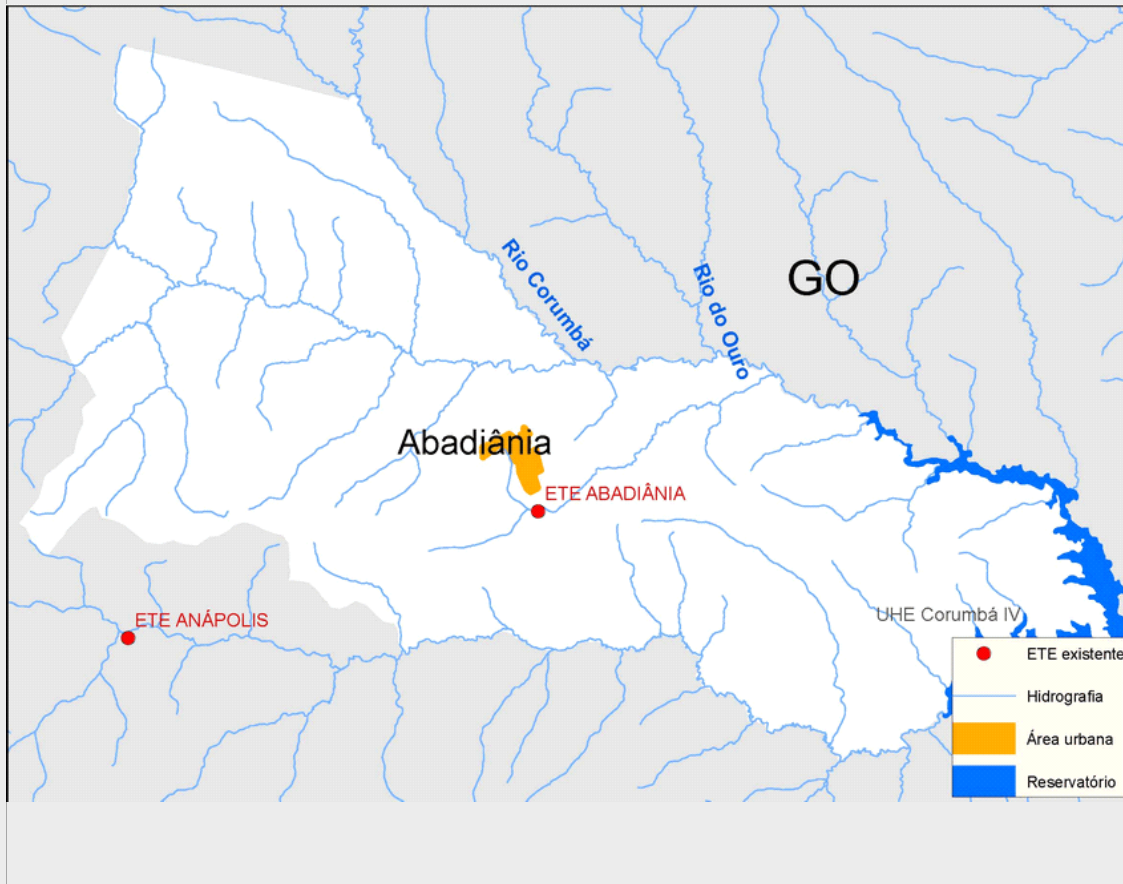 Rio Corumbá
Rio do Ouro
GO
Abadiânia
ETE ABADIÂNIA
ETE ANÁPOLIS
UHE Corumbá IV
ETE existente
Hidrografia
Área urbana
Reservatório